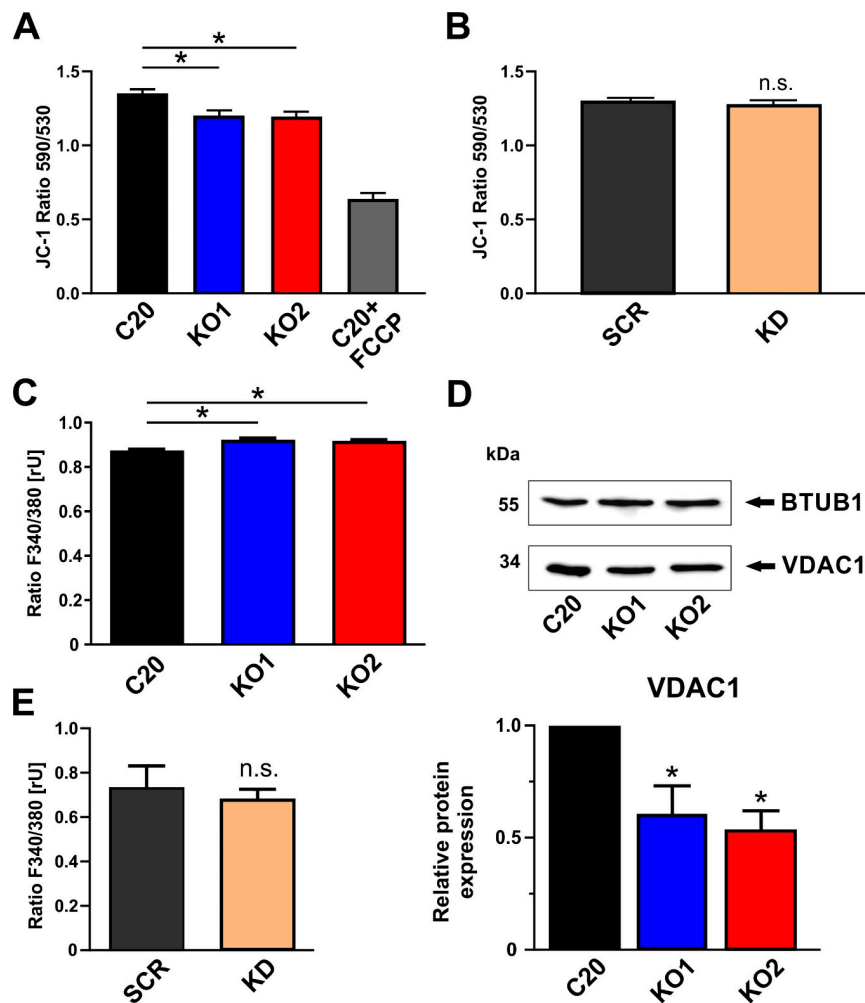 A
*
*
JC-1 Ratio 590/530
1.5
1.0
0.5
0.0
C20
KO1
KO2
C20+
FCCP
B
n.s.
JC-1 Ratio 590/530
1.5
1.0
0.5
0.0
SCR
KD
C
*
*
Ratio F340/380 [rU]
1.0
0.8
0.6
0.4
0.2
0
C20
KO1
KO2
D
kDa
55
BTUB1
34
VDAC1
C20
KO1
KO2
VDAC1
Relative protein
expression
1.0
0.5
0
*
*
C20
KO1
KO2
E
n.s.
Ratio F340/380 [rU]
1.0
0.8
0.6
0.4
0.2
0
SCR
KD